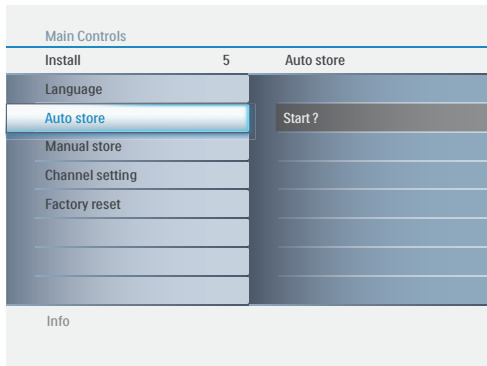 Main Controls
Install 5 Auto store
Language
Auto store Start ?
Manual store
Channel setting
Factory reset
Info